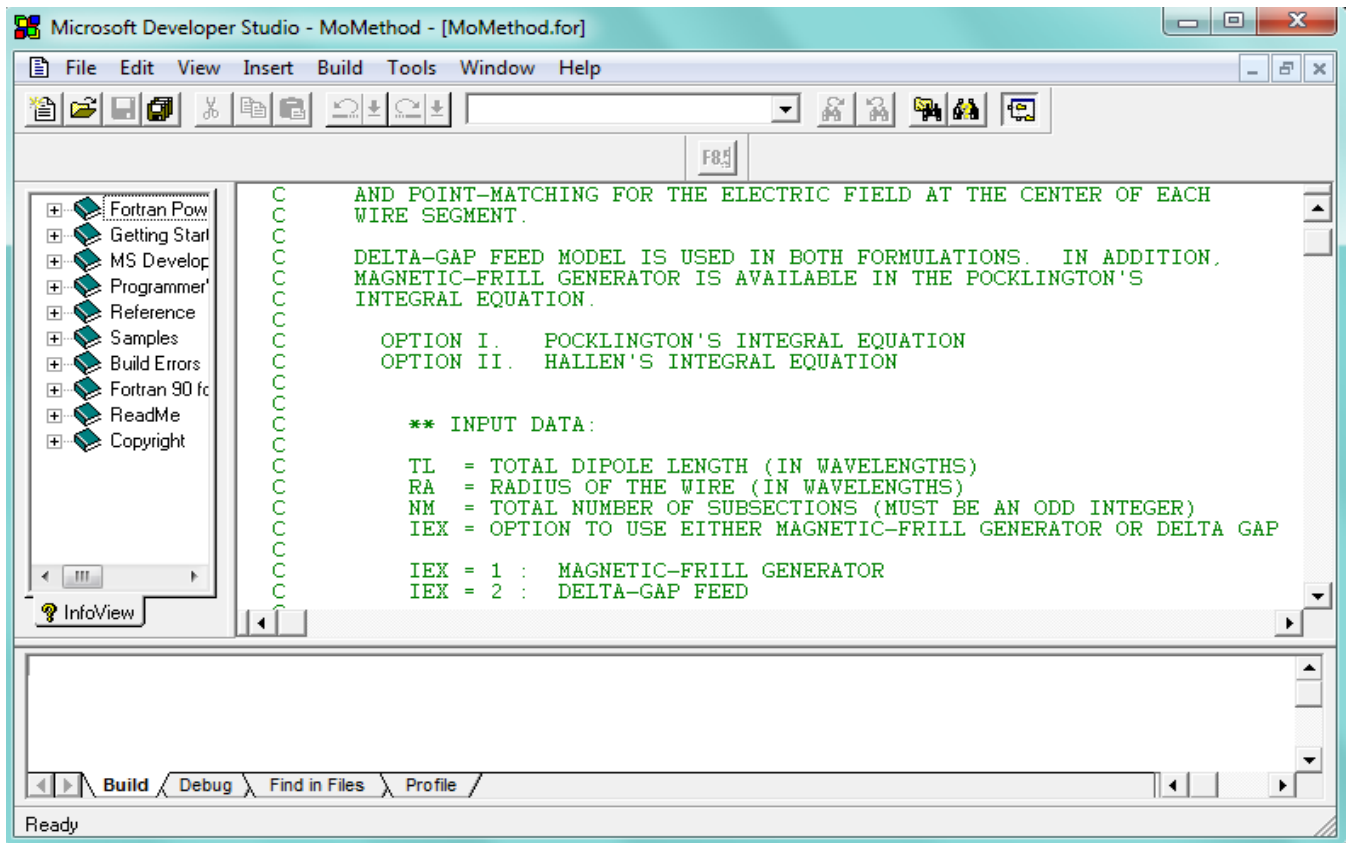 Microsoft Developer Studio - MoMethod - [MoMethod.for]
File Edit View Insert Build Tools Window Help
F8
Fortran Pow
Getting Start
MS Develop
Programmer'
Reference
Samples
Build Errors
Fortran 90 fo
ReadMe
Copyright
InfoView
C AND POINT-MATCHING FOR THE ELECTRIC FIELD AT THE CENTER OF EACH
C WIRE SEGMENT.
C
C DELTA-GAP FEED MODEL IS USED IN BOTH FORMULATIONS. IN ADDITION,
C MAGNETIC-FRILL GENERATOR IS AVAILABLE IN THE POCKLINGTON'S
C INTEGRAL EQUATION.
C
C OPTION I. POCKLINGTON'S INTEGRAL EQUATION
C OPTION II. HALLEN'S INTEGRAL EQUATION
C
C
C ** INPUT DATA:
C
C TL = TOTAL DIPOLE LENGTH (IN WAVELENGTHS)
C RA = RADIUS OF THE WIRE (IN WAVELENGTHS)
C NM = TOTAL NUMBER OF SUBSECTIONS (MUST BE AN ODD INTEGER)
C IEX = OPTION TO USE EITHER MAGNETIC-FRILL GENERATOR OR DELTA GAP
C
C IEX = 1 : MAGNETIC-FRILL GENERATOR
C IEX = 2 : DELTA-GAP FEED
Build Debug Find in Files Profile
Ready